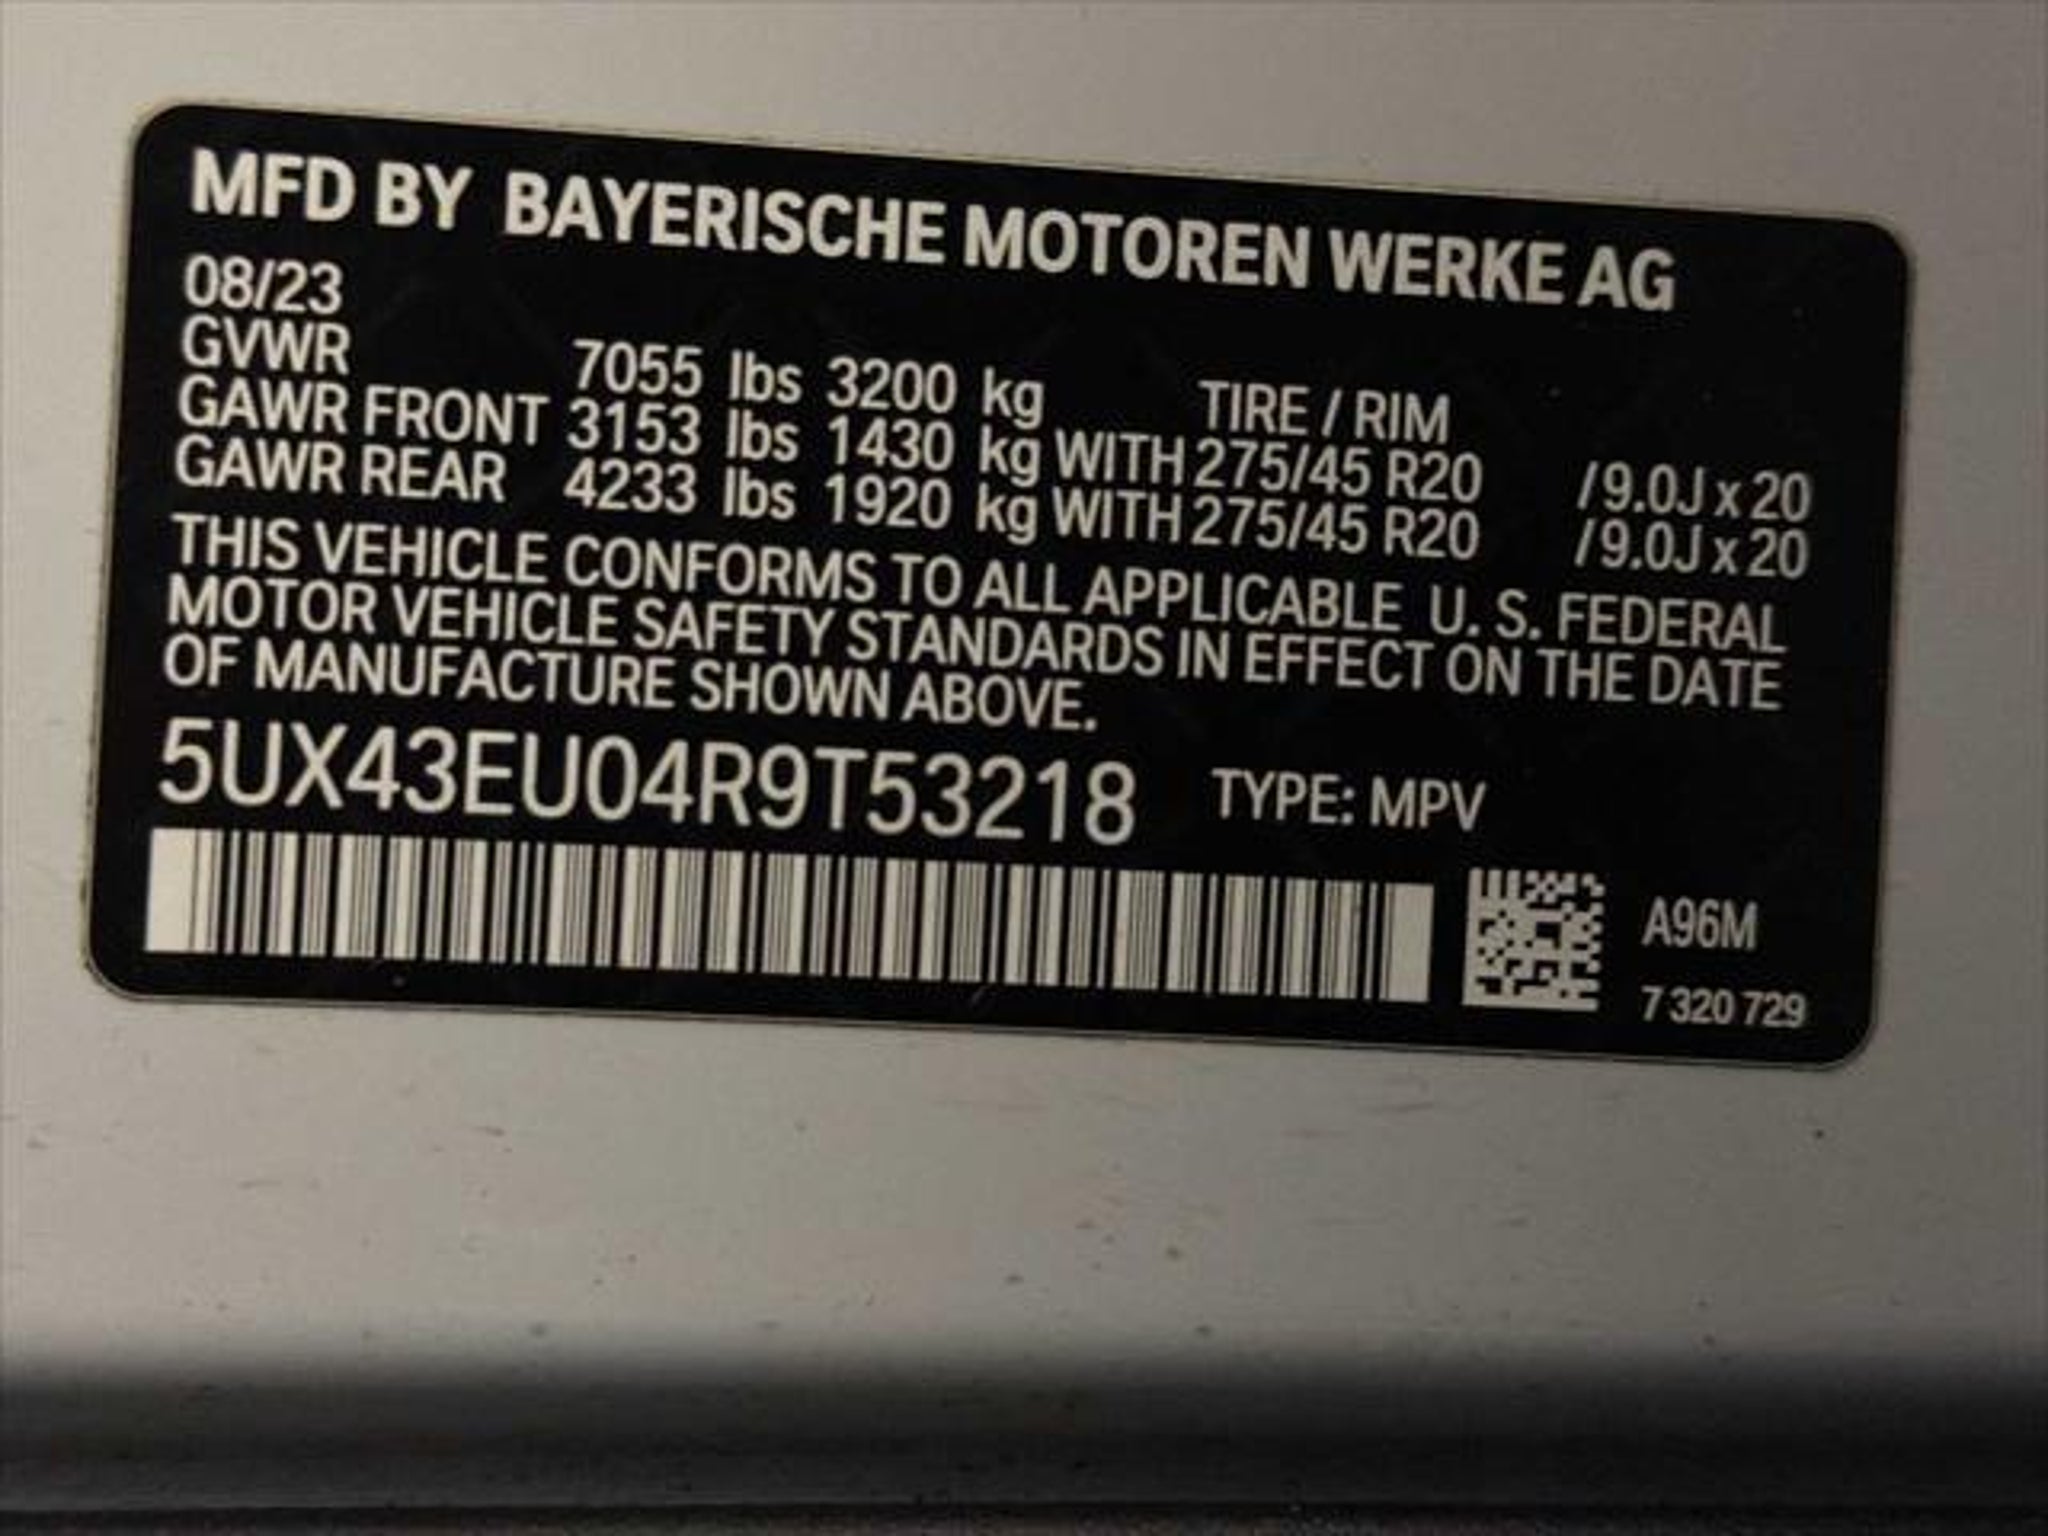 MFD BY BAYERISCHE MOTOREN WERKE AG
08/23
GVWR 7055 lbs 3200 kg TIRE / RIM
GAWR FRONT 3153 lbs 1430 kg WITH 275/45 R20 / 9.0J x 20
GAWR REAR 4233 lbs 1920 kg WITH 275/45 R20 / 9.0J x 20
THIS VEHICLE CONFORMS TO ALL APPLICABLE U. S. FEDERAL
MOTOR VEHICLE SAFETY STANDARDS IN EFFECT ON THE DATE
OF MANUFACTURE SHOWN ABOVE.
5UX43EU04R9T53218 TYPE: MPV
A96M
7 320 729